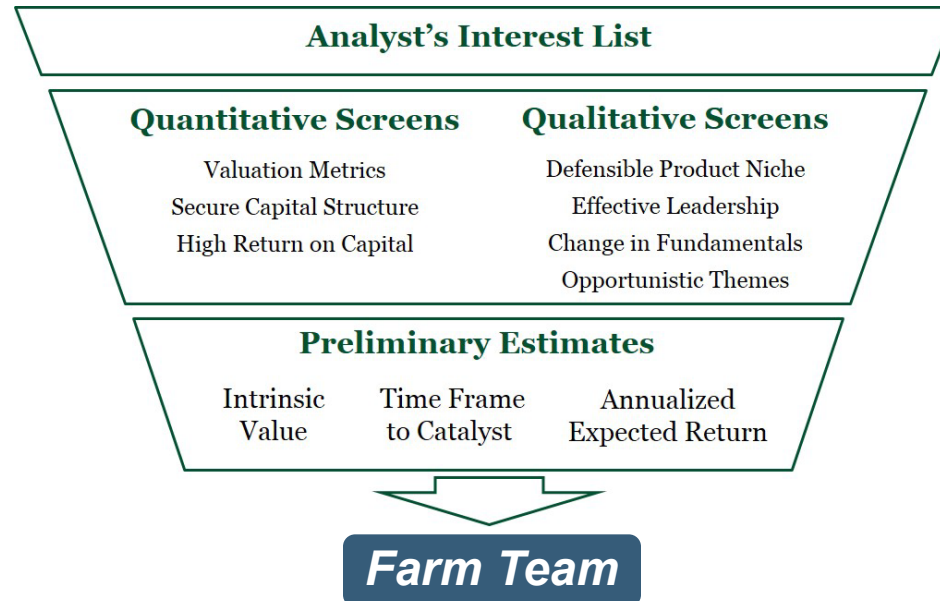 Analyst's Interest List
Quantitative Screens
Valuation Metrics
Secure Capital Structure
High Return on Capital
Qualitative Screens
Defensible Product Niche
Effective Leadership
Change in Fundamentals
Opportunistic Themes
Preliminary Estimates
Intrinsic
Value
Time Frame
to Catalyst
Annualized
Expected Return
Farm Team